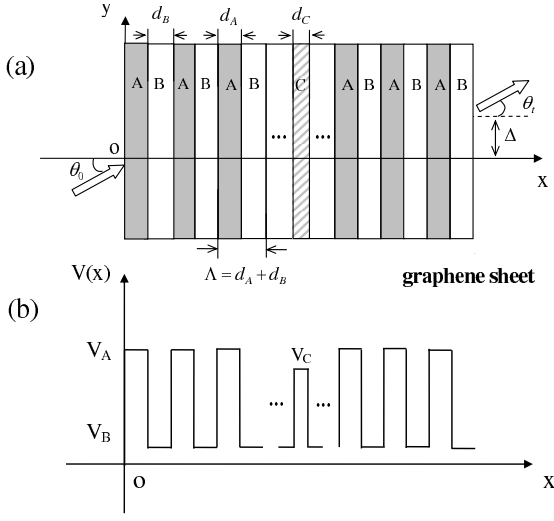 y
d_B
d_A
d_C
(a)
A B A B A B C A B A B A B
... ...
θ_t
Δ
o
θ_0
x
Λ = d_A + d_B
graphene sheet
V(x)
(b)
V_A
V_C
... ...
V_B
o
x